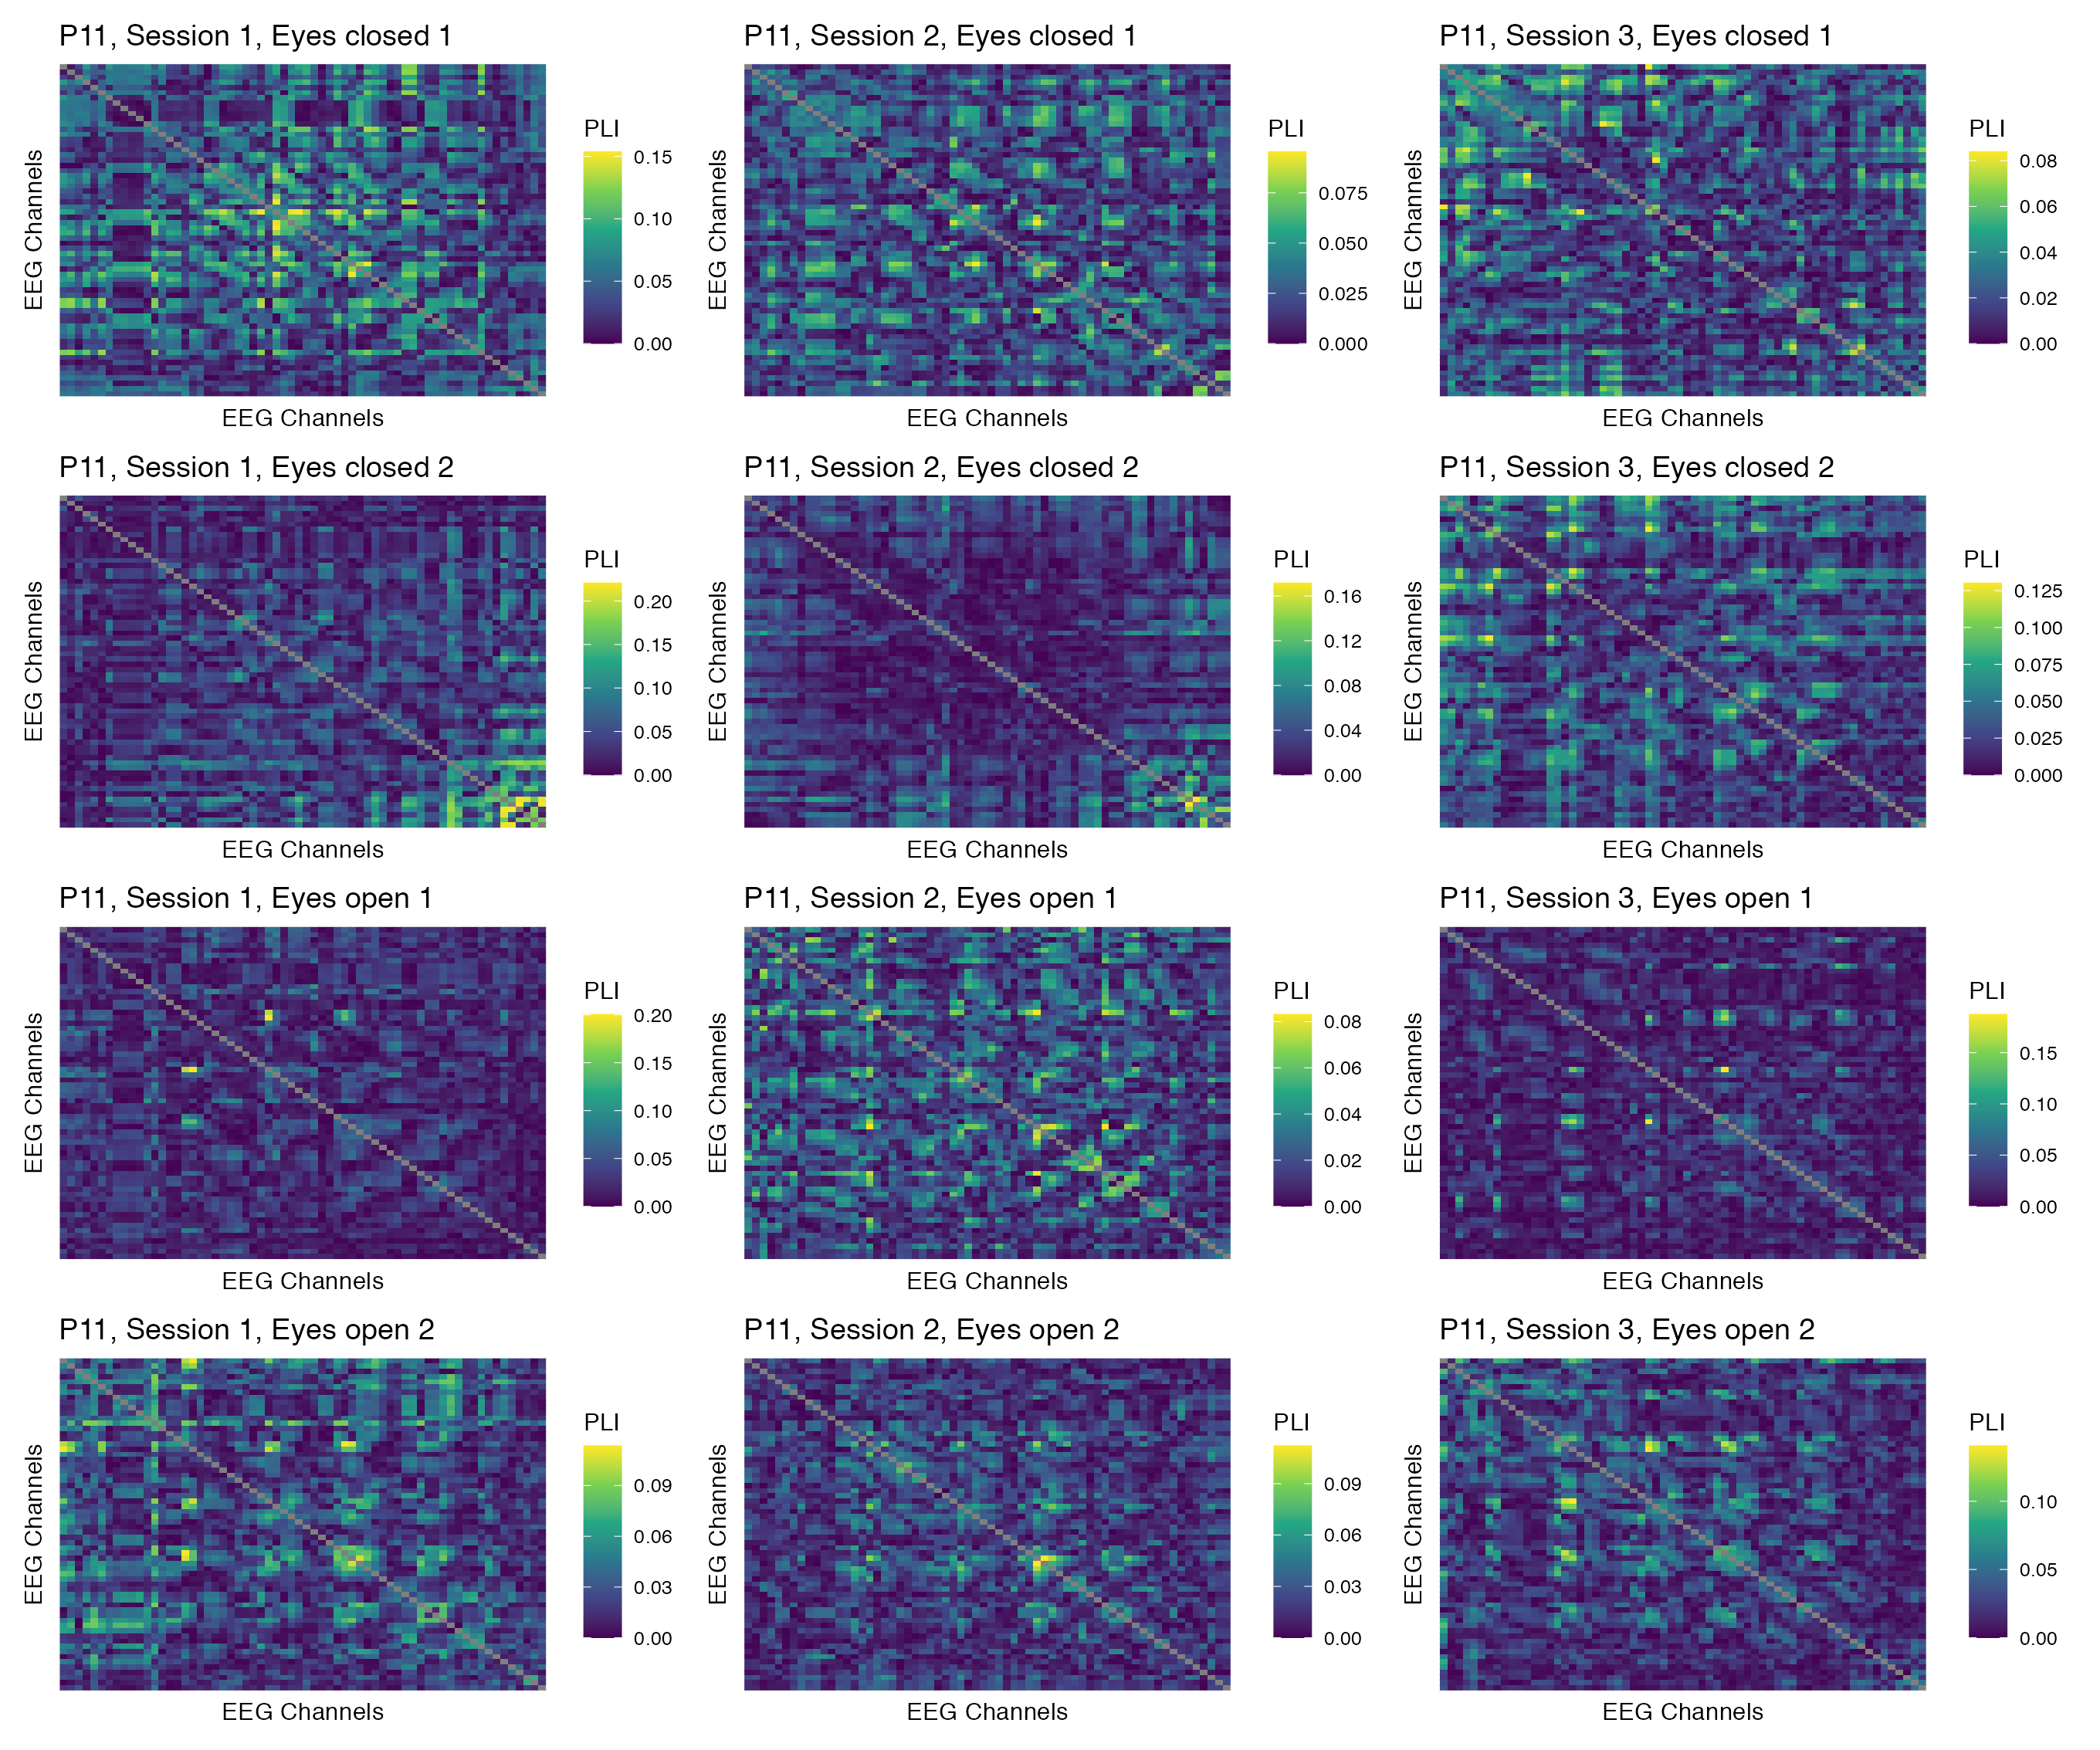 P11, Session 1, Eyes closed 1
EEG Channels
EEG Channels
PLI
0.15
0.10
0.05
0.00
P11, Session 2, Eyes closed 1
EEG Channels
EEG Channels
PLI
0.075
0.050
0.025
0.000
P11, Session 3, Eyes closed 1
EEG Channels
EEG Channels
PLI
0.08
0.06
0.04
0.02
0.00
P11, Session 1, Eyes closed 2
EEG Channels
EEG Channels
PLI
0.20
0.15
0.10
0.05
0.00
P11, Session 2, Eyes closed 2
EEG Channels
EEG Channels
PLI
0.16
0.12
0.08
0.04
0.00
P11, Session 3, Eyes closed 2
EEG Channels
EEG Channels
PLI
0.125
0.100
0.075
0.050
0.025
0.000
P11, Session 1, Eyes open 1
EEG Channels
EEG Channels
PLI
0.20
0.15
0.10
0.05
0.00
P11, Session 2, Eyes open 1
EEG Channels
EEG Channels
PLI
0.08
0.06
0.04
0.02
0.00
P11, Session 3, Eyes open 1
EEG Channels
EEG Channels
PLI
0.15
0.10
0.05
0.00
P11, Session 1, Eyes open 2
EEG Channels
EEG Channels
PLI
0.09
0.06
0.03
0.00
P11, Session 2, Eyes open 2
EEG Channels
EEG Channels
PLI
0.09
0.06
0.03
0.00
P11, Session 3, Eyes open 2
EEG Channels
EEG Channels
PLI
0.10
0.05
0.00